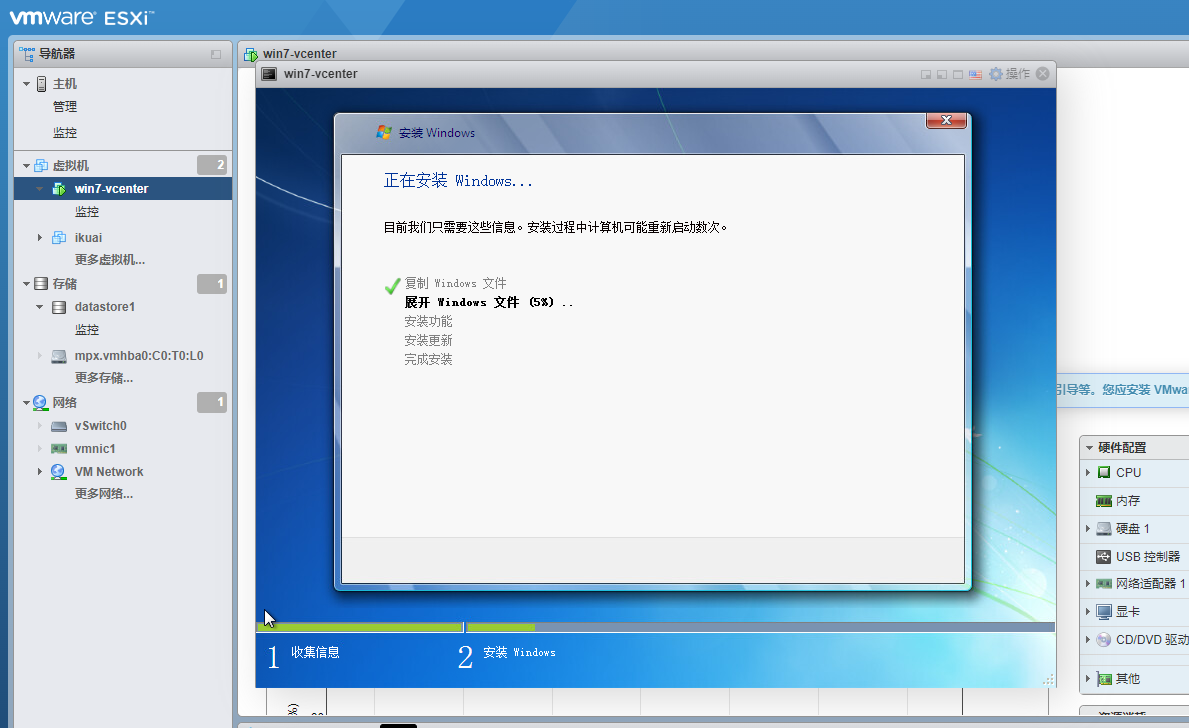 vmware ESXi™
导航器
主机
管理
监控
虚拟机 2
win7-vcenter
监控
ikuai
更多虚拟机...
存储 1
datastore1
监控
mpx.vmhba0:C0:T0:L0
更多存储...
网络 1
vSwitch0
vmnic1
VM Network
更多网络...
win7-vcenter
win7-vcenter
操作
安装 Windows
正在安装 Windows...
目前我们只需要这些信息。安装过程中计算机可能重新启动数次。
复制 Windows 文件
展开 Windows 文件 (5%) ..
安装功能
安装更新
完成安装
1 收集信息
2 安装 Windows
引导等。您应安装 VMwa
硬件配置
CPU
内存
硬盘 1
USB 控制器
网络适配器 1
显卡
CD/DVD 驱动
其他